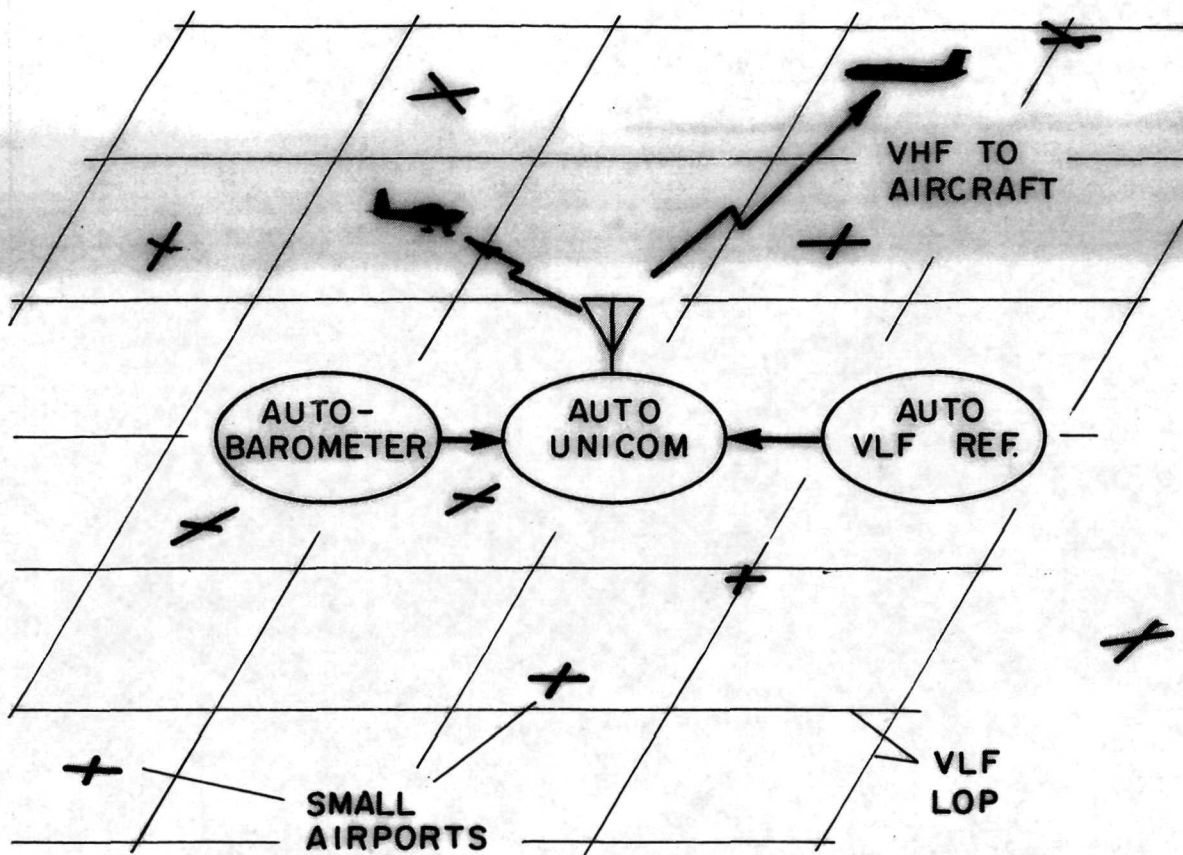 VHF TO
AIRCRAFT
AUTO-
BAROMETER
AUTO
UNICOM
AUTO
VLF REF.
SMALL
AIRPORTS
VLF
LOP